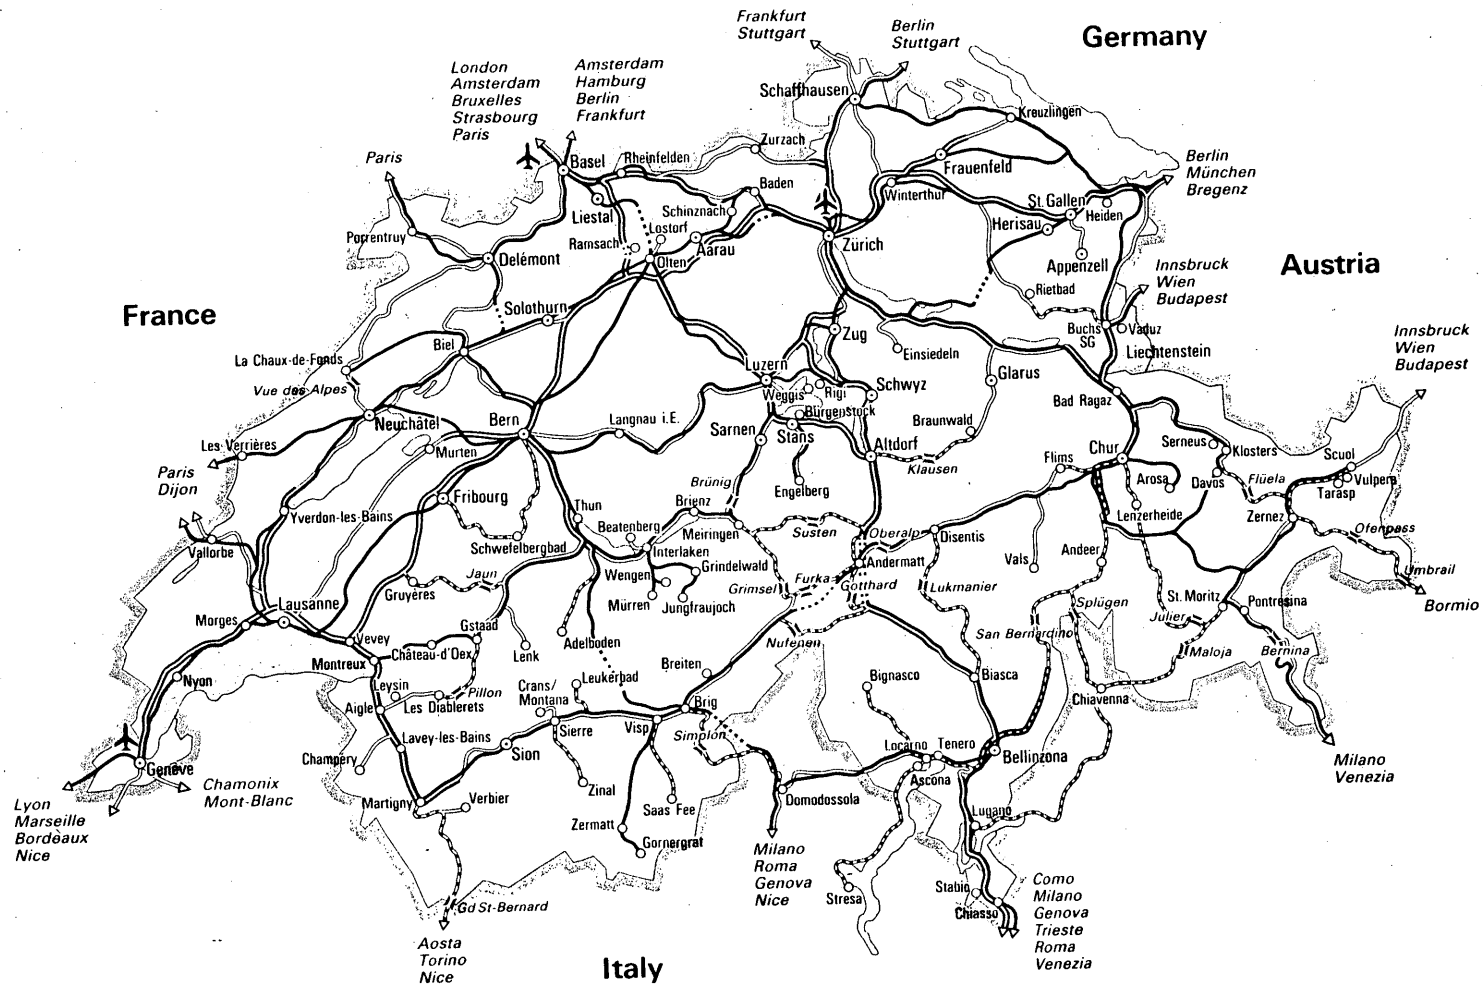 Germany
France
Austria
Italy
Liechtenstein
Frankfurt
Stuttgart
Berlin
Stuttgart
London
Amsterdam
Bruxelles
Strasbourg
Paris
Amsterdam
Hamburg
Berlin
Frankfurt
Paris
Berlin
München
Bregenz
Innsbruck
Wien
Budapest
Innsbruck
Wien
Budapest
Schaffhausen
Kreuzlingen
Zurzach
Basel
Rheinfelden
Frauenfeld
Baden
Winterthur
Liestal
Schinznach
St. Gallen
Heiden
Herisau
Porrentruy
Ramsach
Lostorf
Aarau
Zürich
Delémont
Olten
Appenzell
Rietbad
Solothurn
Zug
Buchs
SG
Vaduz
Biel
Einsiedeln
La Chaux-de-Fonds
Vue des Alpes
Luzern
Weggis
Rigi
Schwyz
Glarus
Bad Ragaz
Bürgenstock
Neuchâtel
Bern
Langnau i.E.
Sarnen
Stans
Braunwald
Altdorf
Klausen
Les Verrières
Murten
Flims
Chur
Serneus
Klosters
Scuol
Vulpera
Tarasp
Paris
Dijon
Fribourg
Brünig
Engelberg
Arosa
Davos
Flüela
Yverdon-les-Bains
Thun
Brienz
Beatenberg
Meiringen
Susten
Oberalp
Disentis
Lenzerheide
Zernez
Ofenpass
Vallorbe
Schwefelbergbad
Interlaken
Andeer
Vals
Andermatt
Jaun
Wengen
Grindelwald
Grimsel
Furka
Gotthard
Lukmanier
Umbrail
Bormio
Gruyères
Mürren
Jungfraujoch
Splügen
St. Moritz
Pontresina
Julier
Morges
Lausanne
Vevey
Gstaad
Château-d'Oex
Lenk
Adelboden
Nufenen
San Bernardino
Maloja
Bernina
Montreux
Nyon
Leysin
Pillon
Les Diablerets
Aigle
Crans/
Montana
Leukerbad
Breiten
Brig
Bignasco
Biasca
Chiavenna
Lavey-les-Bains
Champéry
Sion
Sierre
Visp
Simplon
Locarno
Tenero
Bellinzona
Ascona
Genève
Chamonix
Mont-Blanc
Lyon
Marseille
Bordèaux
Nice
Martigny
Verbier
Zinal
Saas Fee
Domodossola
Lugano
Zermatt
Gornergrat
Milano
Venezia
Milano
Roma
Genova
Nice
Stresa
Stabio
Chiasso
Como
Milano
Genova
Trieste
Roma
Venezia
Gd St-Bernard
Aosta
Torino
Nice